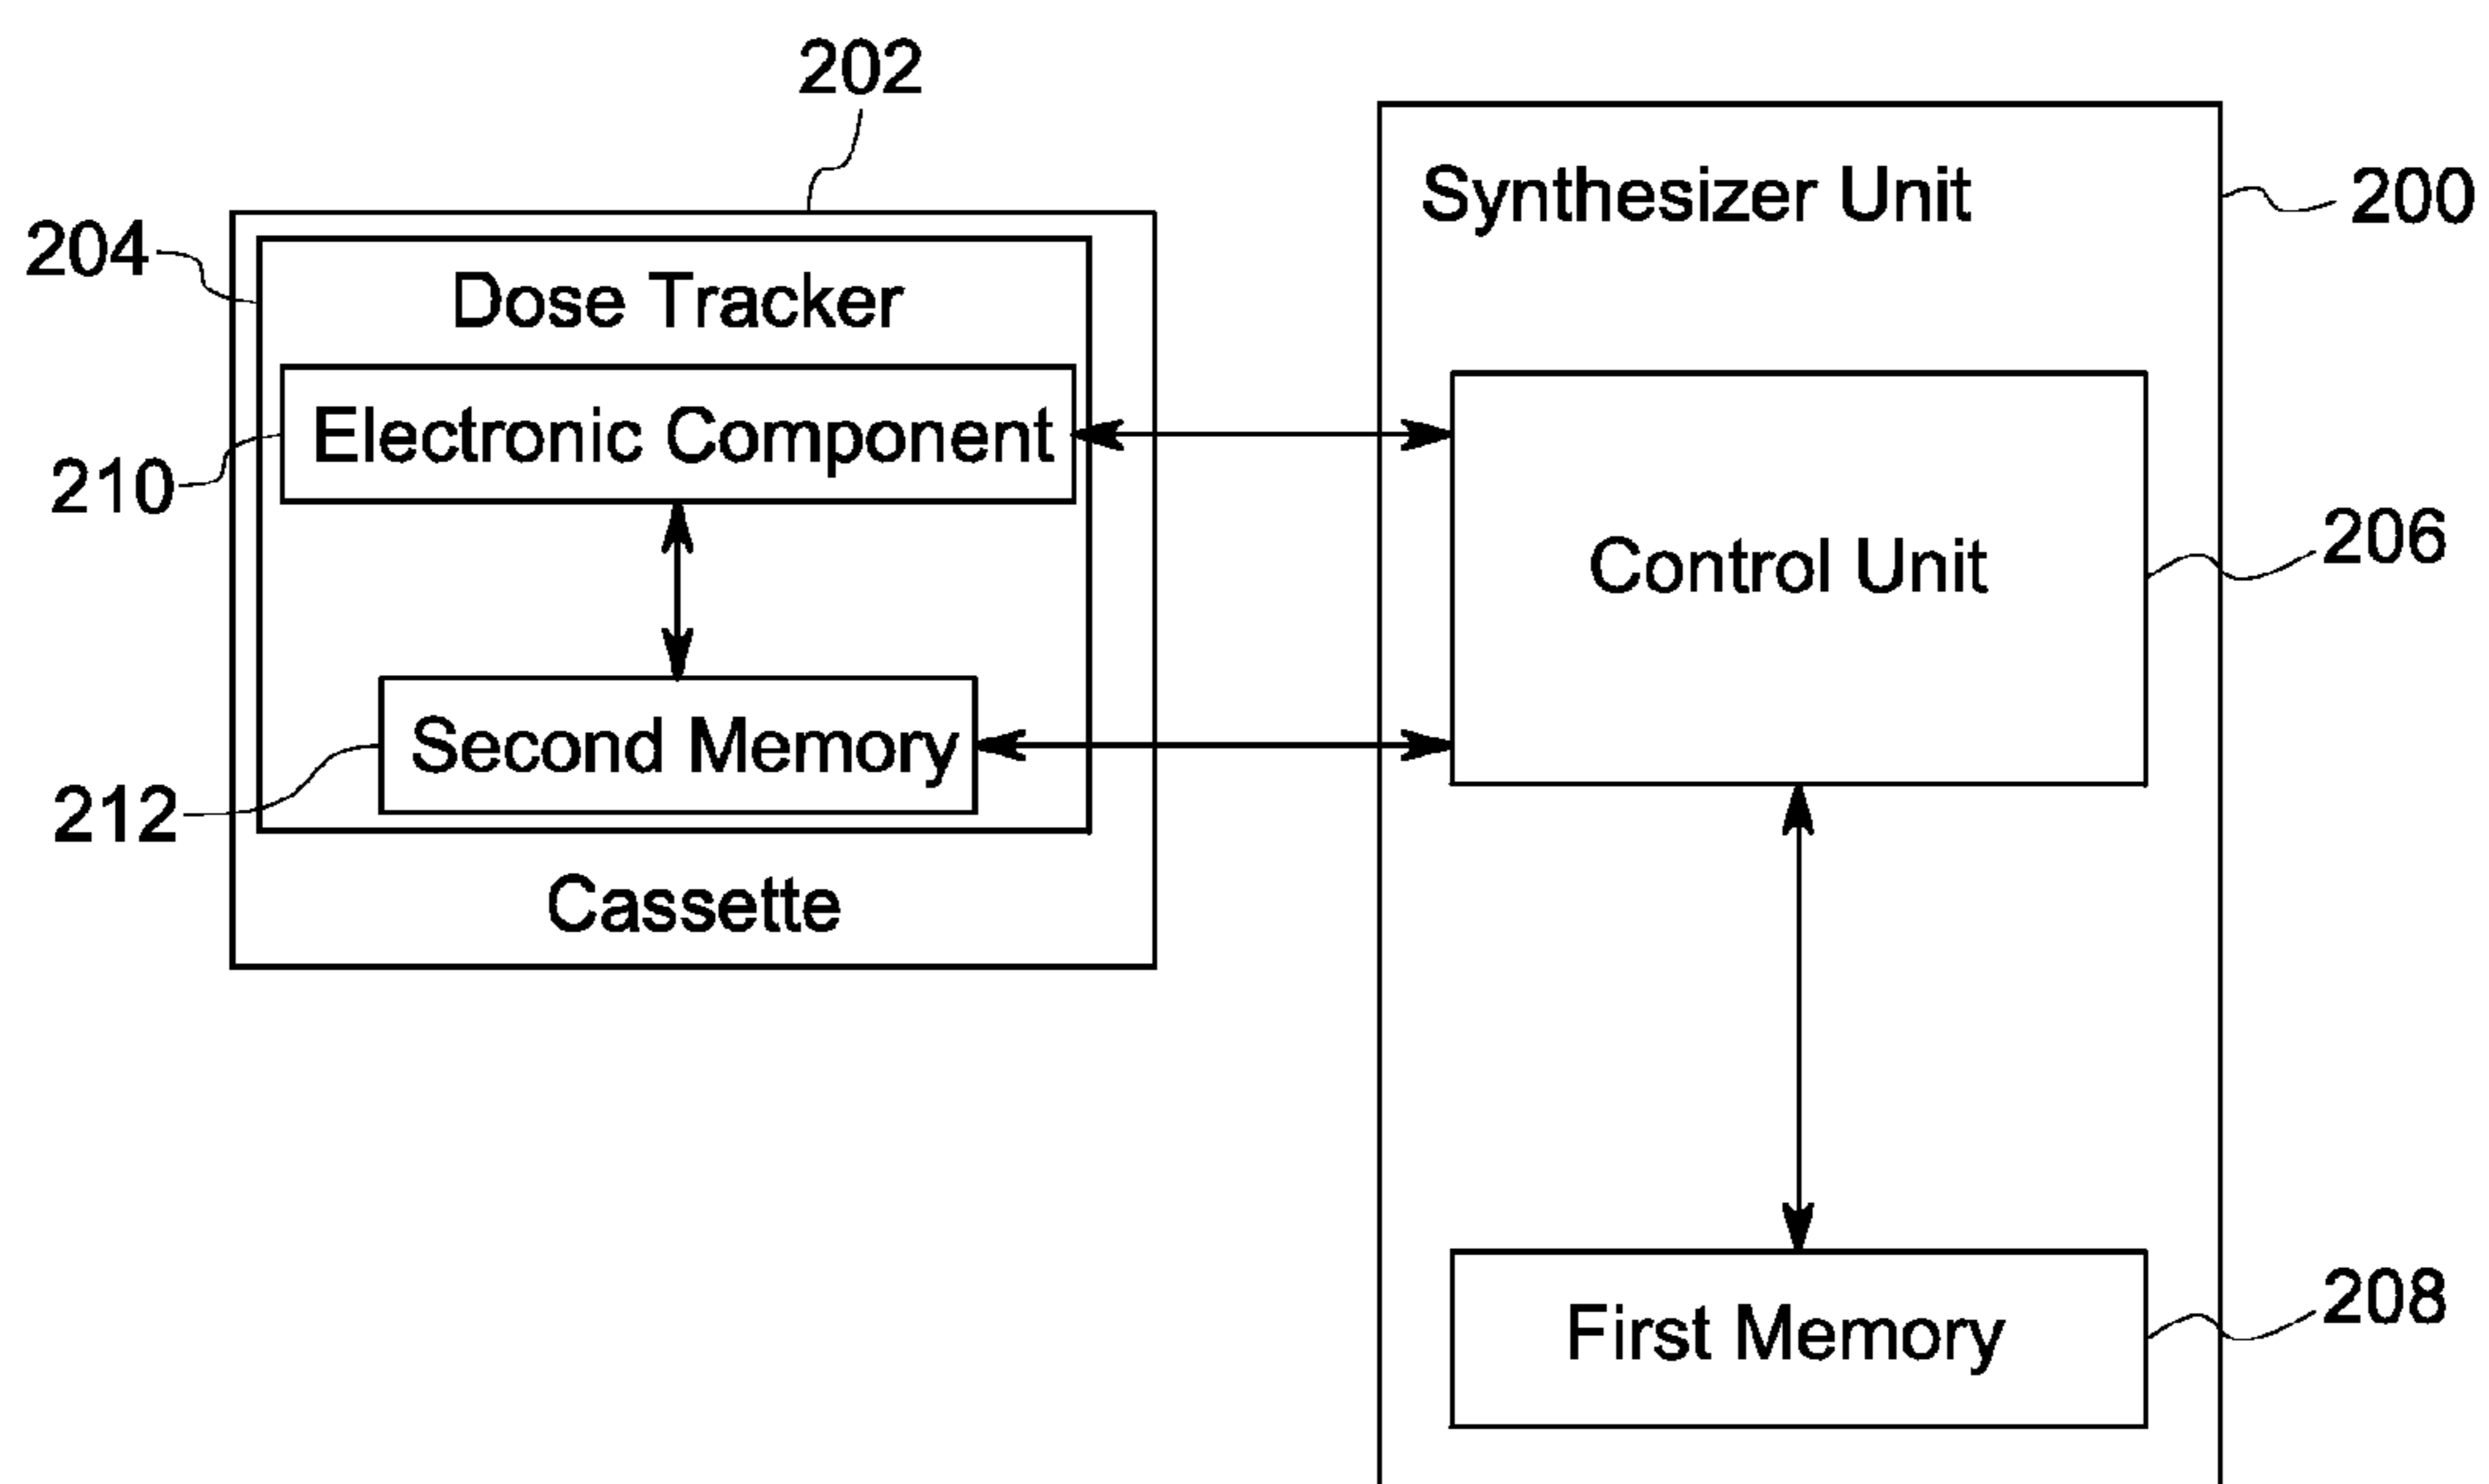 202
Synthesizer Unit
200
204
Dose Tracker
Electronic Component
210
Control Unit
206
Second Memory
212
Cassette
First Memory
208